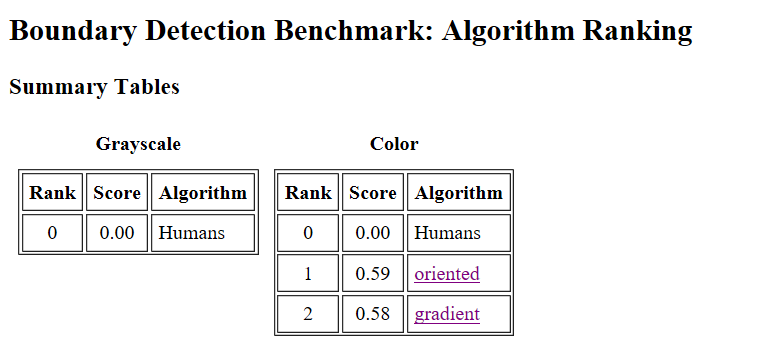 Boundary Detection Benchmark: Algorithm Ranking
Summary Tables
Grayscale
Rank Score Algorithm
0 0.00 Humans
Color
Rank Score Algorithm
0 0.00 Humans
1 0.59 oriented
2 0.58 gradient